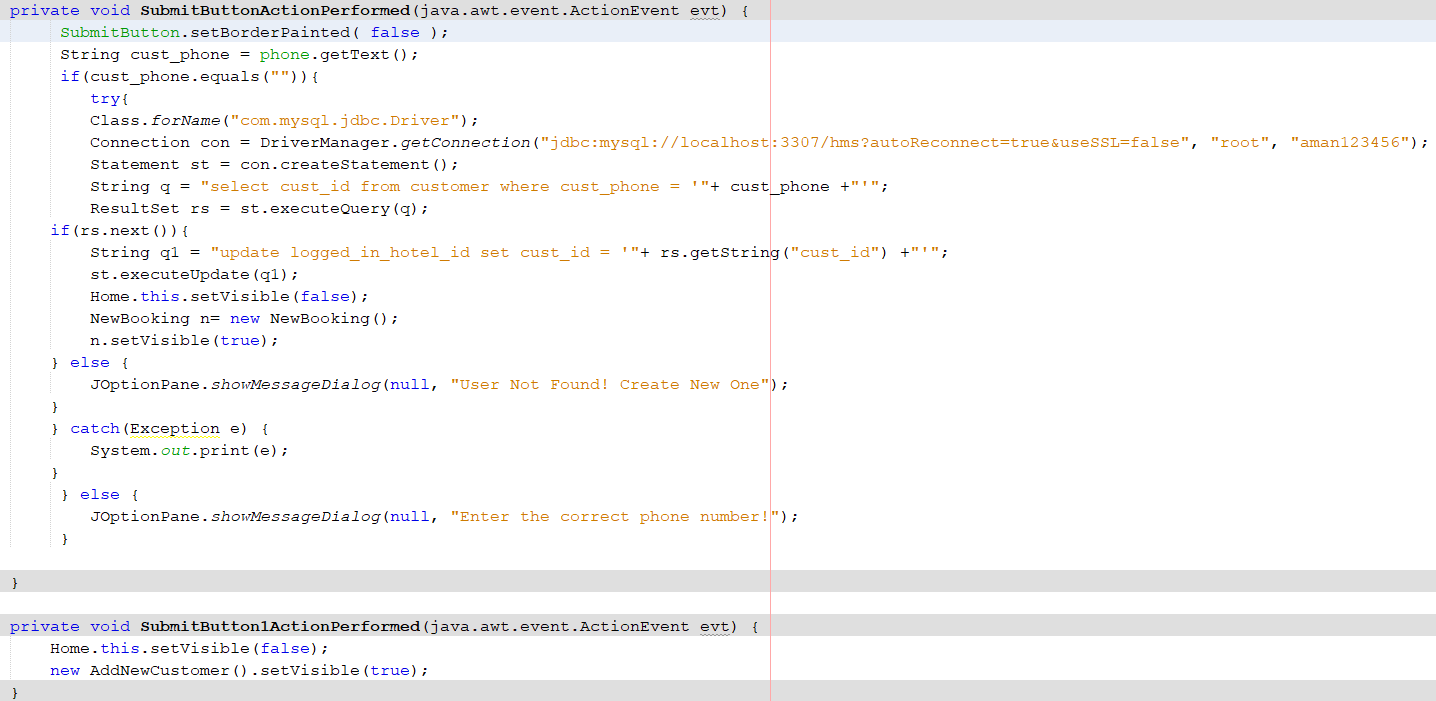 private void SubmitButtonActionPerformed(java.awt.event.ActionEvent evt) {
SubmitButton.setBorderPainted( false );
String cust_phone = phone.getText();
if(cust_phone.equals("")){
try{
Class.forName("com.mysql.jdbc.Driver");
Connection con = DriverManager.getConnection("jdbc:mysql://localhost:3307/hms?autoReconnect=true&useSSL=false", "root", "aman123456");
Statement st = con.createStatement();
String q = "select cust_id from customer where cust_phone = '"+ cust_phone +"'";
ResultSet rs = st.executeQuery(q);
if(rs.next()){
String q1 = "update logged_in_hotel_id set cust_id = '"+ rs.getString("cust_id") +"'";
st.executeUpdate(q1);
Home.this.setVisible(false);
NewBooking n= new NewBooking();
n.setVisible(true);
} else {
JOptionPane.showMessageDialog(null, "User Not Found! Create New One");
}
} catch(Exception e) {
System.out.print(e);
}
} else {
JOptionPane.showMessageDialog(null, "Enter the correct phone number!");
}
}
private void SubmitButton1ActionPerformed(java.awt.event.ActionEvent evt) {
Home.this.setVisible(false);
new AddNewCustomer().setVisible(true);
}